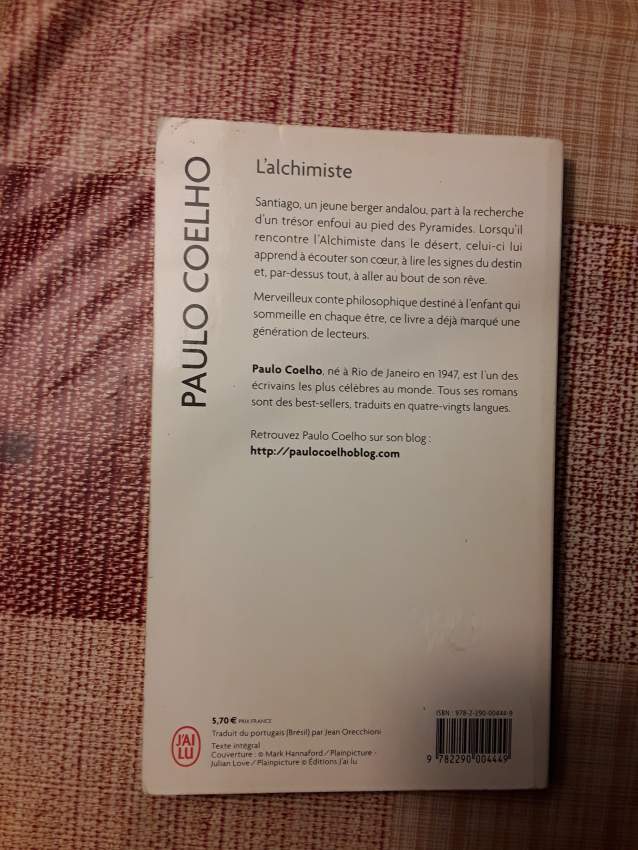 PAULO COELHO
L'alchimiste
Santiago, un jeune berger andalou, part à la recherche
d'un trésor enfoui au pied des Pyramides. Lorsqu'il
rencontre l'Alchimiste dans le désert, celui-ci lui
apprend à écouter son cœur, à lire les signes du destin
et, par-dessus tout, à aller au bout de son rêve.
Merveilleux conte philosophique destiné à l'enfant qui
sommeille en chaque être, ce livre a déjà marqué une
génération de lecteurs.
Paulo Coelho, né à Rio de Janeiro en 1947, est l'un des
écrivains les plus célèbres au monde. Tous ses romans
sont des best-sellers, traduits en quatre-vingts langues.
Retrouvez Paulo Coelho sur son blog :
http://paulocoelhoblog.com
J'AI
LU
5,70 € PRIX FRANCE
Traduit du portugais (Brésil) par Jean Orecchioni
Texte intégral
Couverture : © Mark Hannaford / Plainpicture -
Julian Love / Plainpicture © Éditions J'ai lu
ISBN : 978-2-290-00444-9
9 782290 004449